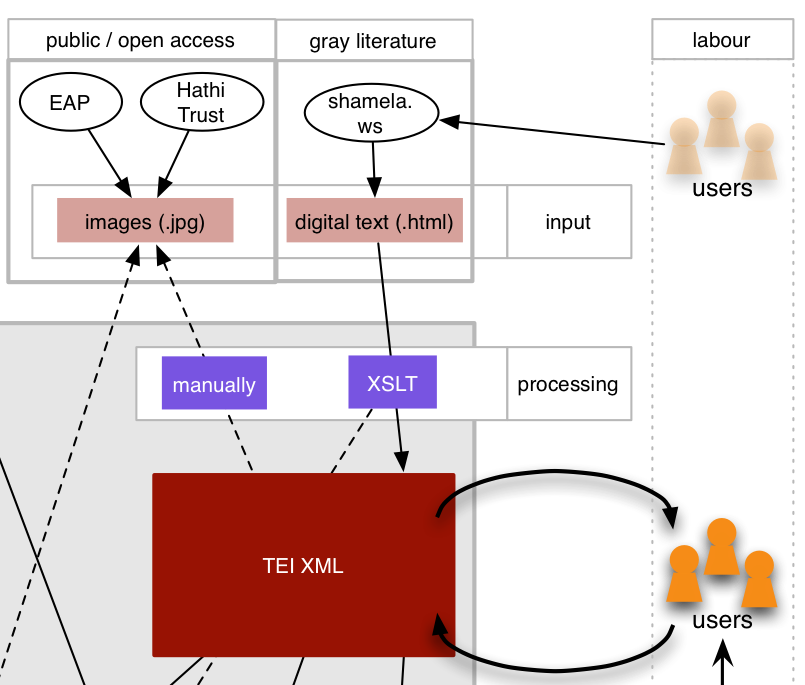 public / open access
gray literature
labour
EAP
Hathi
Trust
shamela.
ws
users
images (.jpg)
digital text (.html)
input
manually
XSLT
processing
TEI XML
users